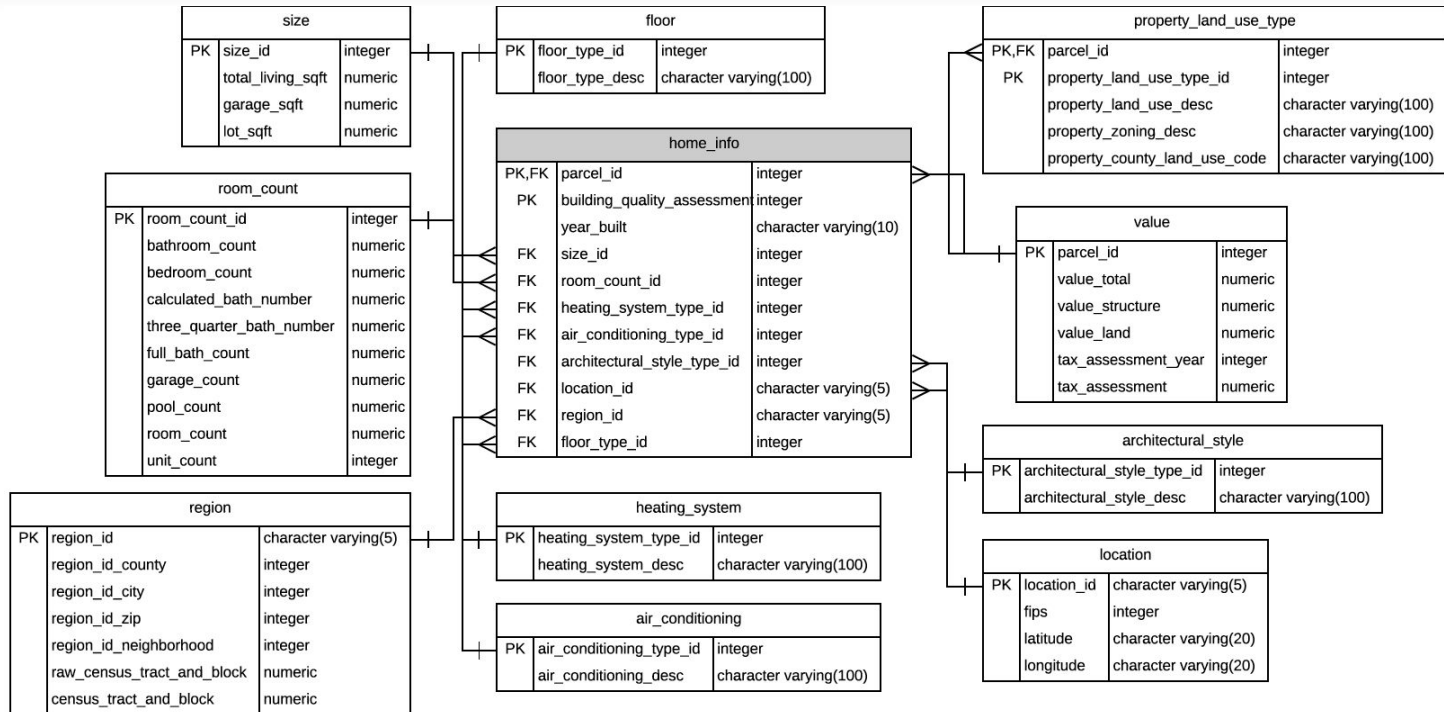 size
PK size_id integer
total_living_sqft numeric
garage_sqft numeric
lot_sqft numeric
floor
PK floor_type_id integer
floor_type_desc character varying(100)
property_land_use_type
PK,FK parcel_id integer
PK property_land_use_type_id integer
property_land_use_desc character varying(100)
property_zoning_desc character varying(100)
property_county_land_use_code character varying(100)
room_count
PK room_count_id integer
bathroom_count numeric
bedroom_count numeric
calculated_bath_number numeric
three_quarter_bath_number numeric
full_bath_count numeric
garage_count numeric
pool_count numeric
room_count numeric
unit_count integer
home_info
PK,FK parcel_id integer
PK building_quality_assessment integer
year_built character varying(10)
FK size_id integer
FK room_count_id integer
FK heating_system_type_id integer
FK air_conditioning_type_id integer
FK architectural_style_type_id integer
FK location_id character varying(5)
FK region_id character varying(5)
FK floor_type_id integer
value
PK parcel_id integer
value_total numeric
value_structure numeric
value_land numeric
tax_assessment_year integer
tax_assessment numeric
region
PK region_id character varying(5)
region_id_county integer
region_id_city integer
region_id_zip integer
region_id_neighborhood integer
raw_census_tract_and_block numeric
census_tract_and_block numeric
heating_system
PK heating_system_type_id integer
heating_system_desc character varying(100)
air_conditioning
PK air_conditioning_type_id integer
air_conditioning_desc character varying(100)
architectural_style
PK architectural_style_type_id integer
architectural_style_desc character varying(100)
location
PK location_id character varying(5)
fips integer
latitude character varying(20)
longitude character varying(20)